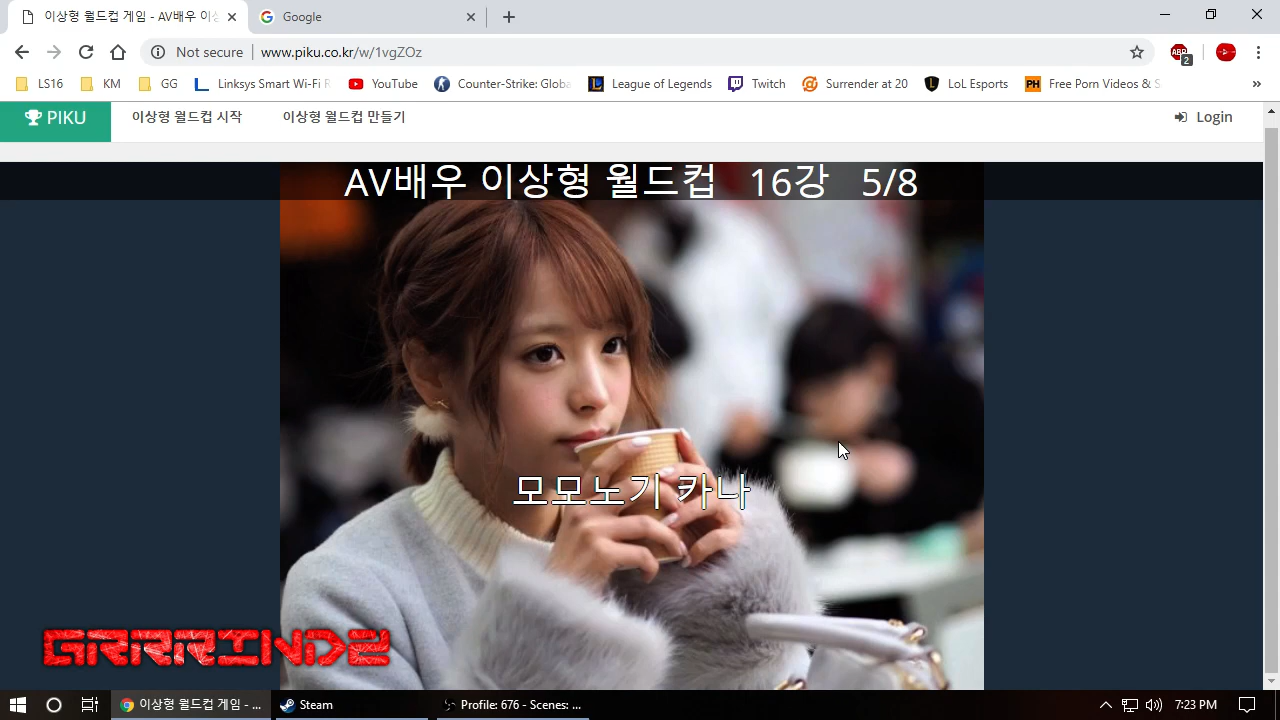 이상형 월드컵 게임 - AV배우 이상
Google
Not secure
www.piku.co.kr/w/1vgZOz
ABP
2
LS16
KM
GG
Linksys Smart Wi-Fi R
YouTube
Counter-Strike: Globa
League of Legends
Twitch
Surrender at 20
LoL Esports
PH
Free Porn Videos & S
»
PIKU
이상형 월드컵 시작
이상형 월드컵 만들기
Login
AV배우 이상형 월드컵 16강 5/8
모모노기 카나
GRRRINDZ
이상형 월드컵 게임 - ...
Steam
Profile: 676 - Scenes: ...
7:23 PM